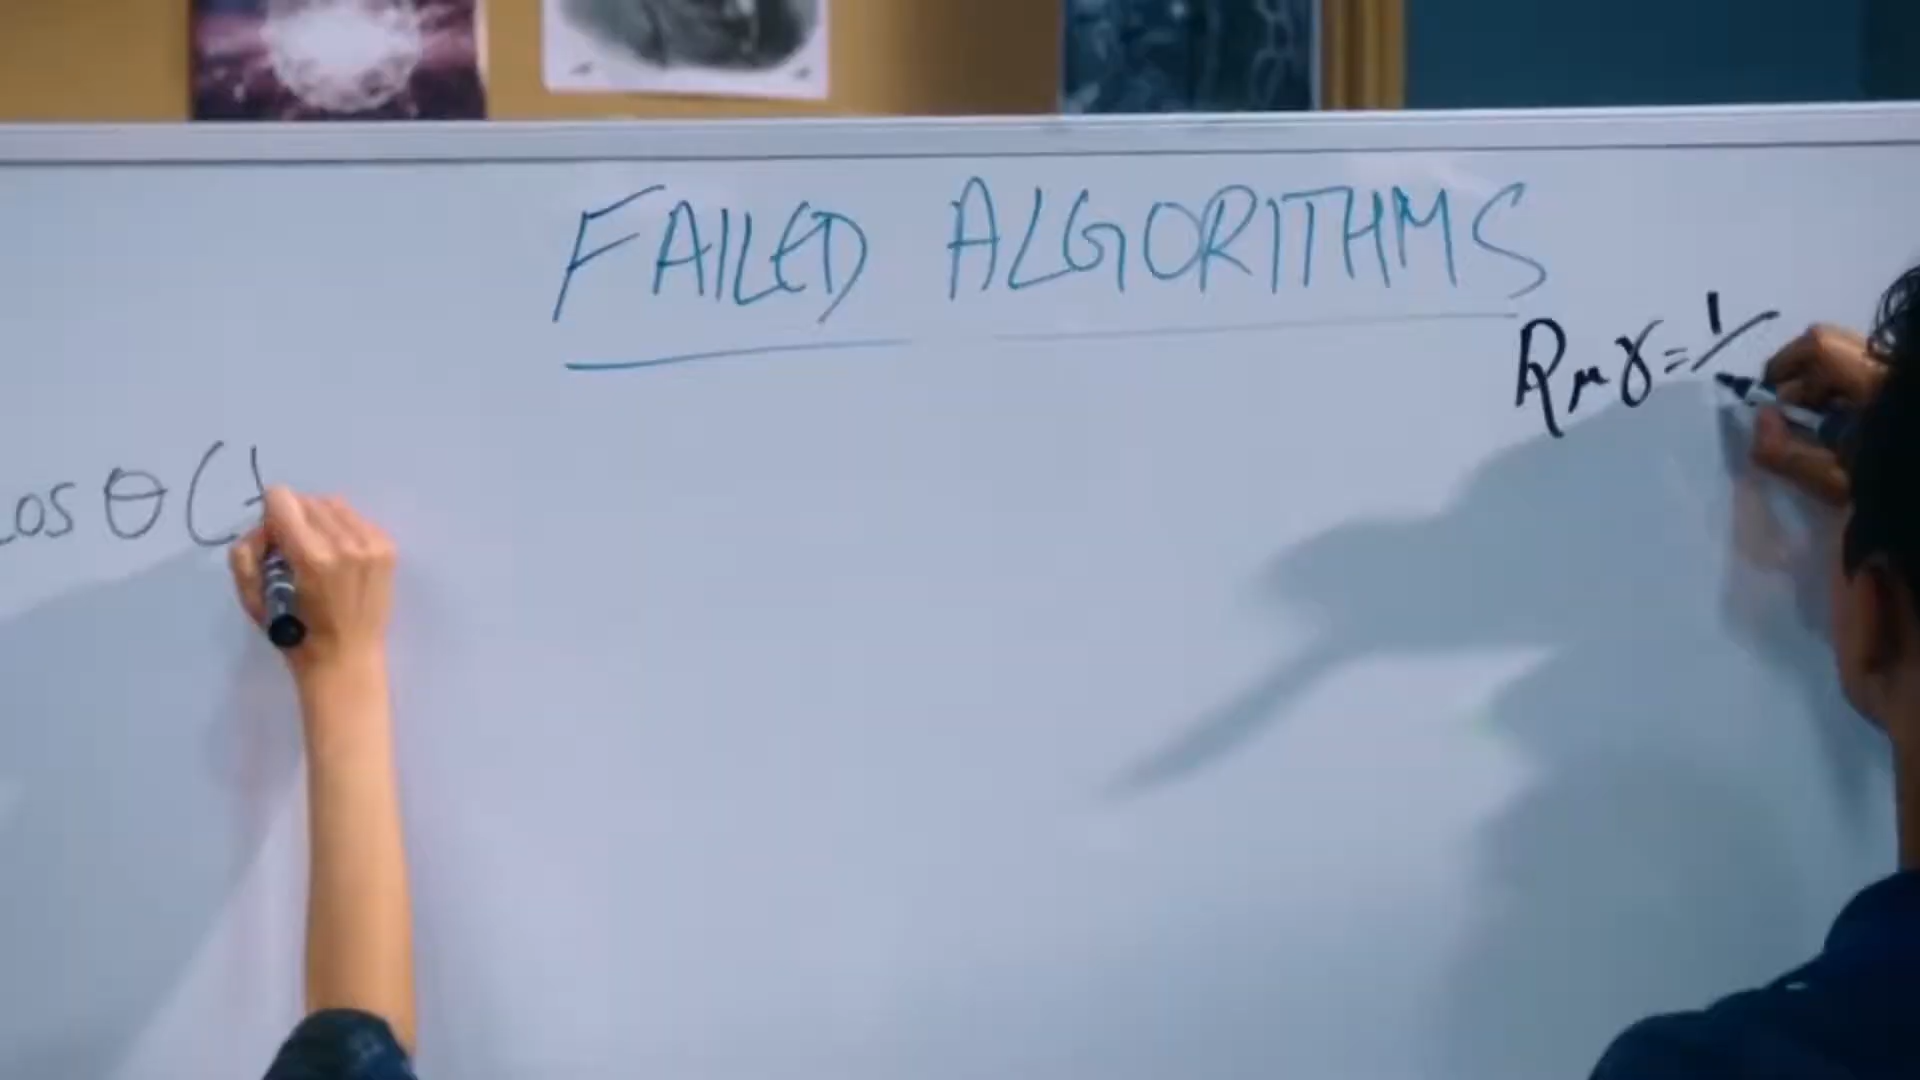 FAILED ALGORITHMS
Rμγ=1/
cos θ (